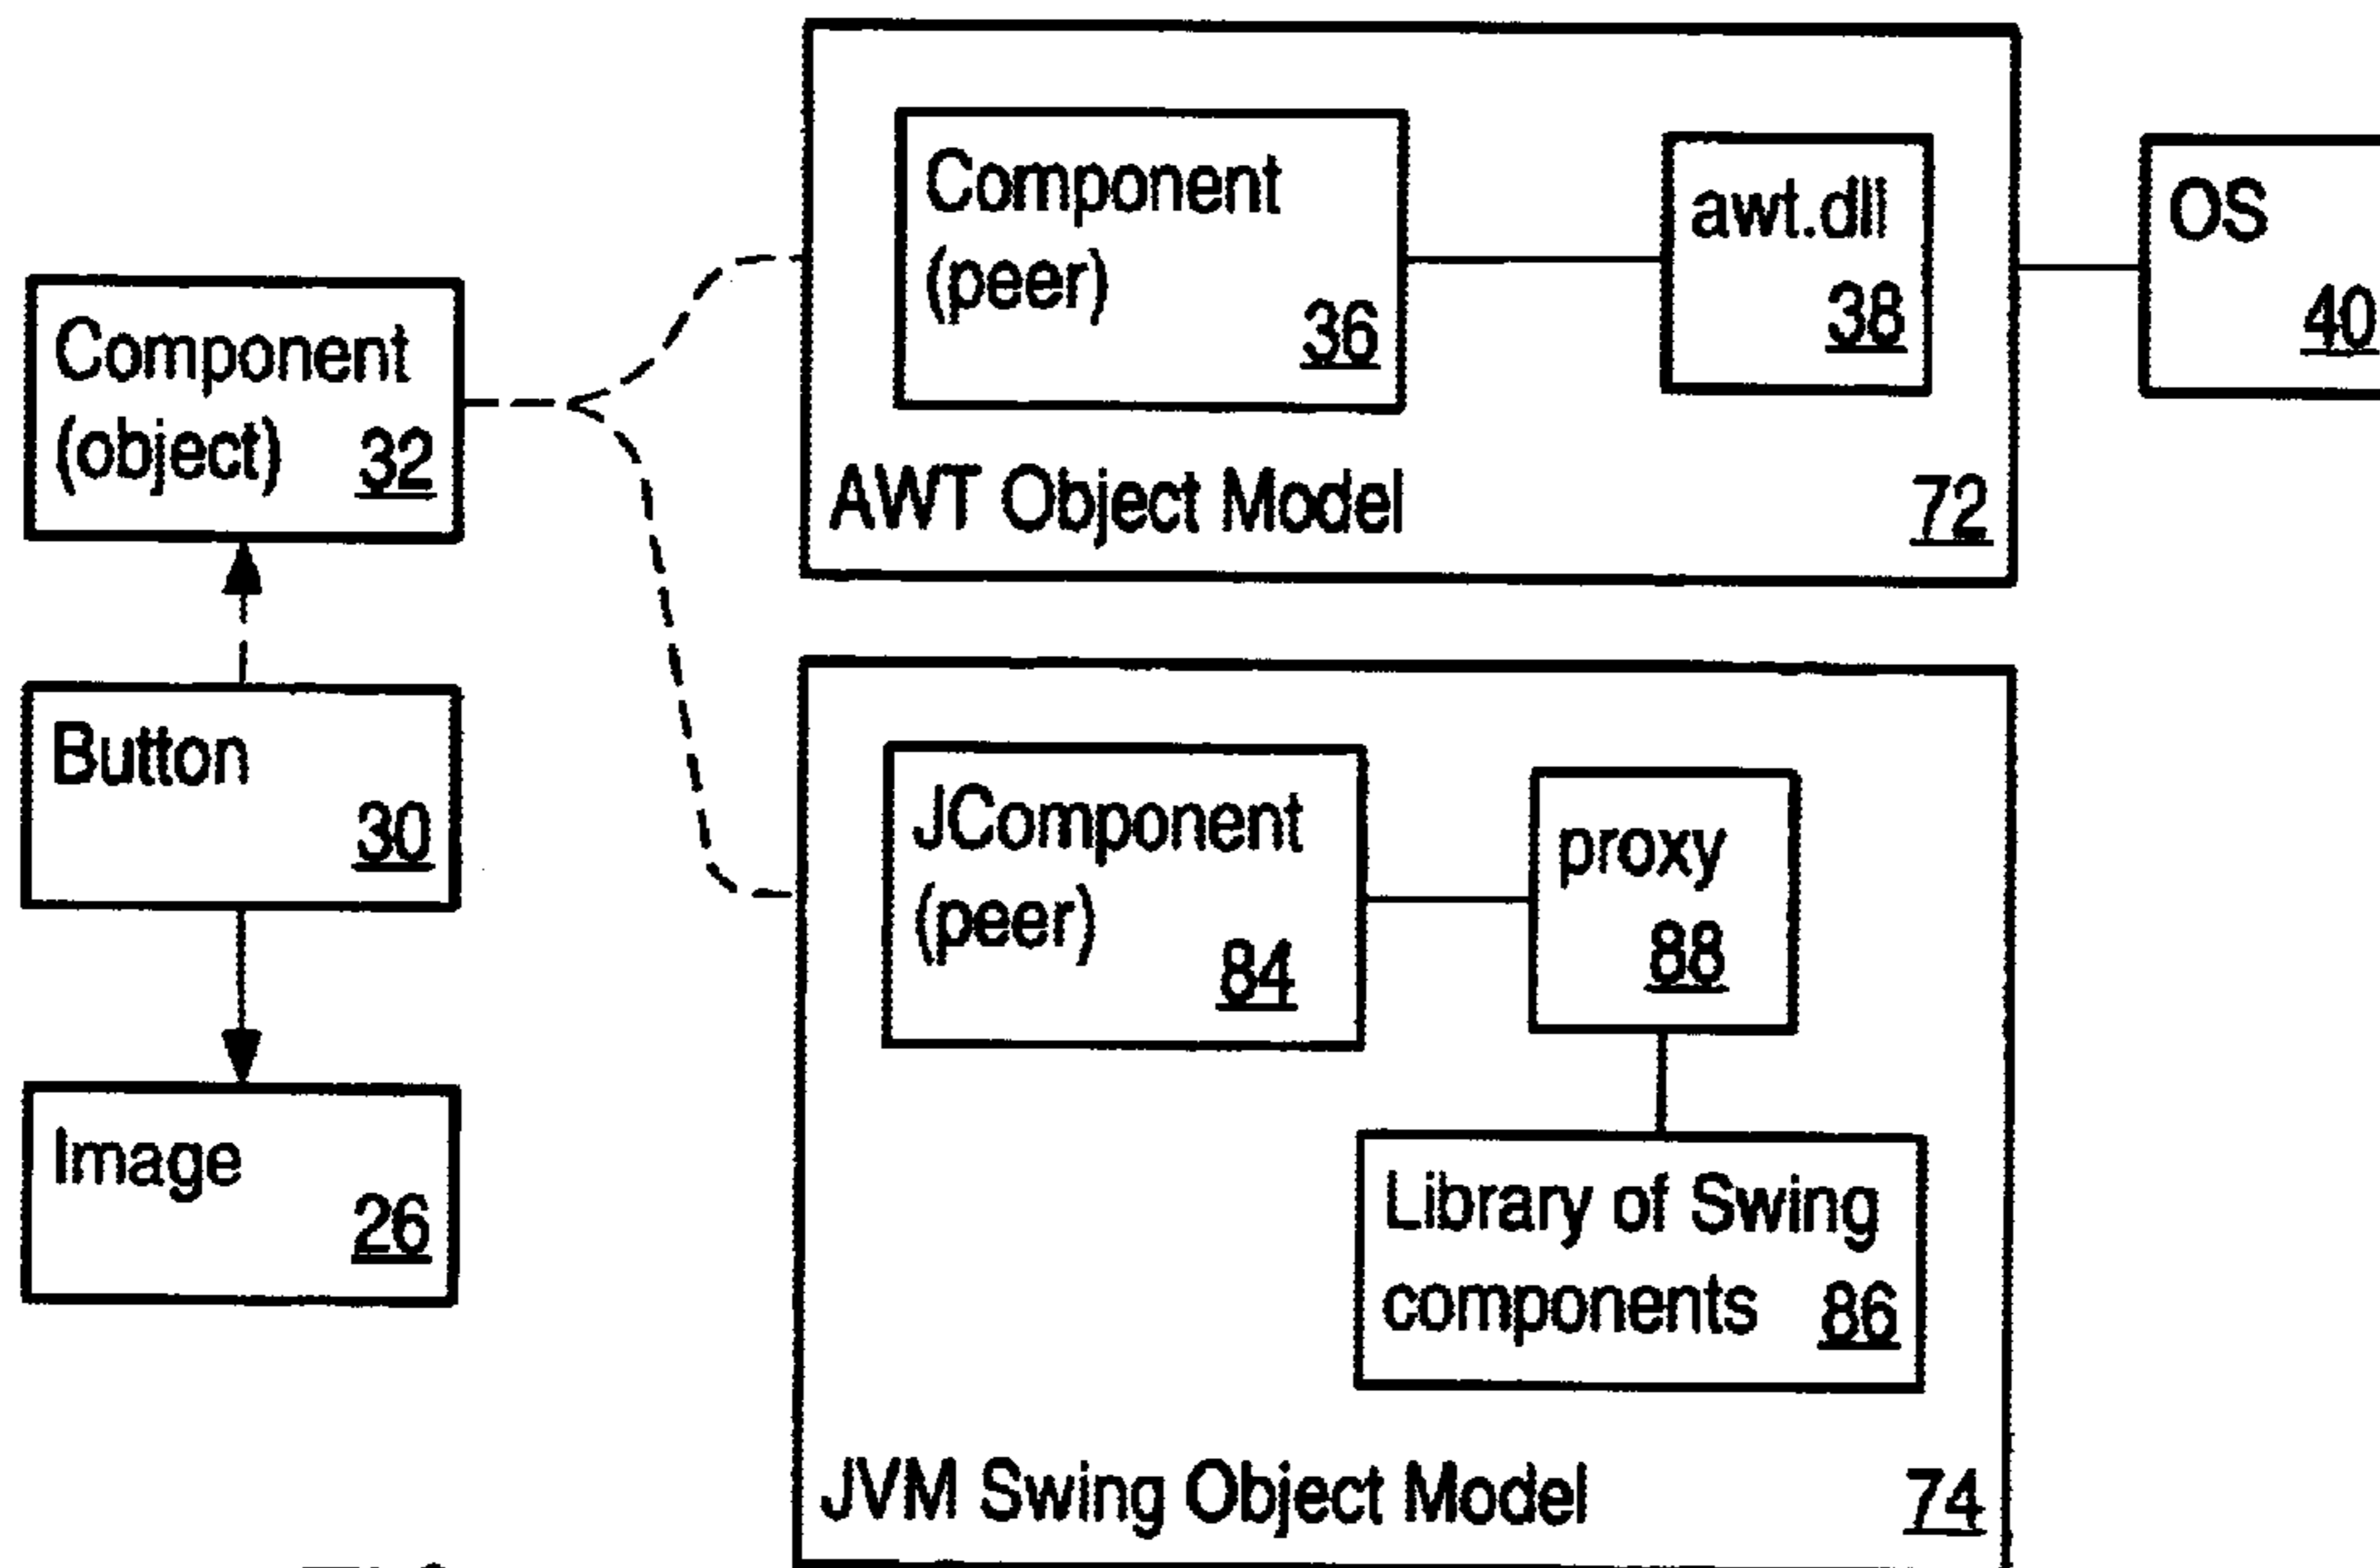 Component
(object) 32
Button
30
Image
26
Component
(peer)
36
awt.dll
38
AWT Object Model 72
OS
40
JComponent
(peer)
84
proxy
88
Library of Swing
components 86
JVM Swing Object Model 74